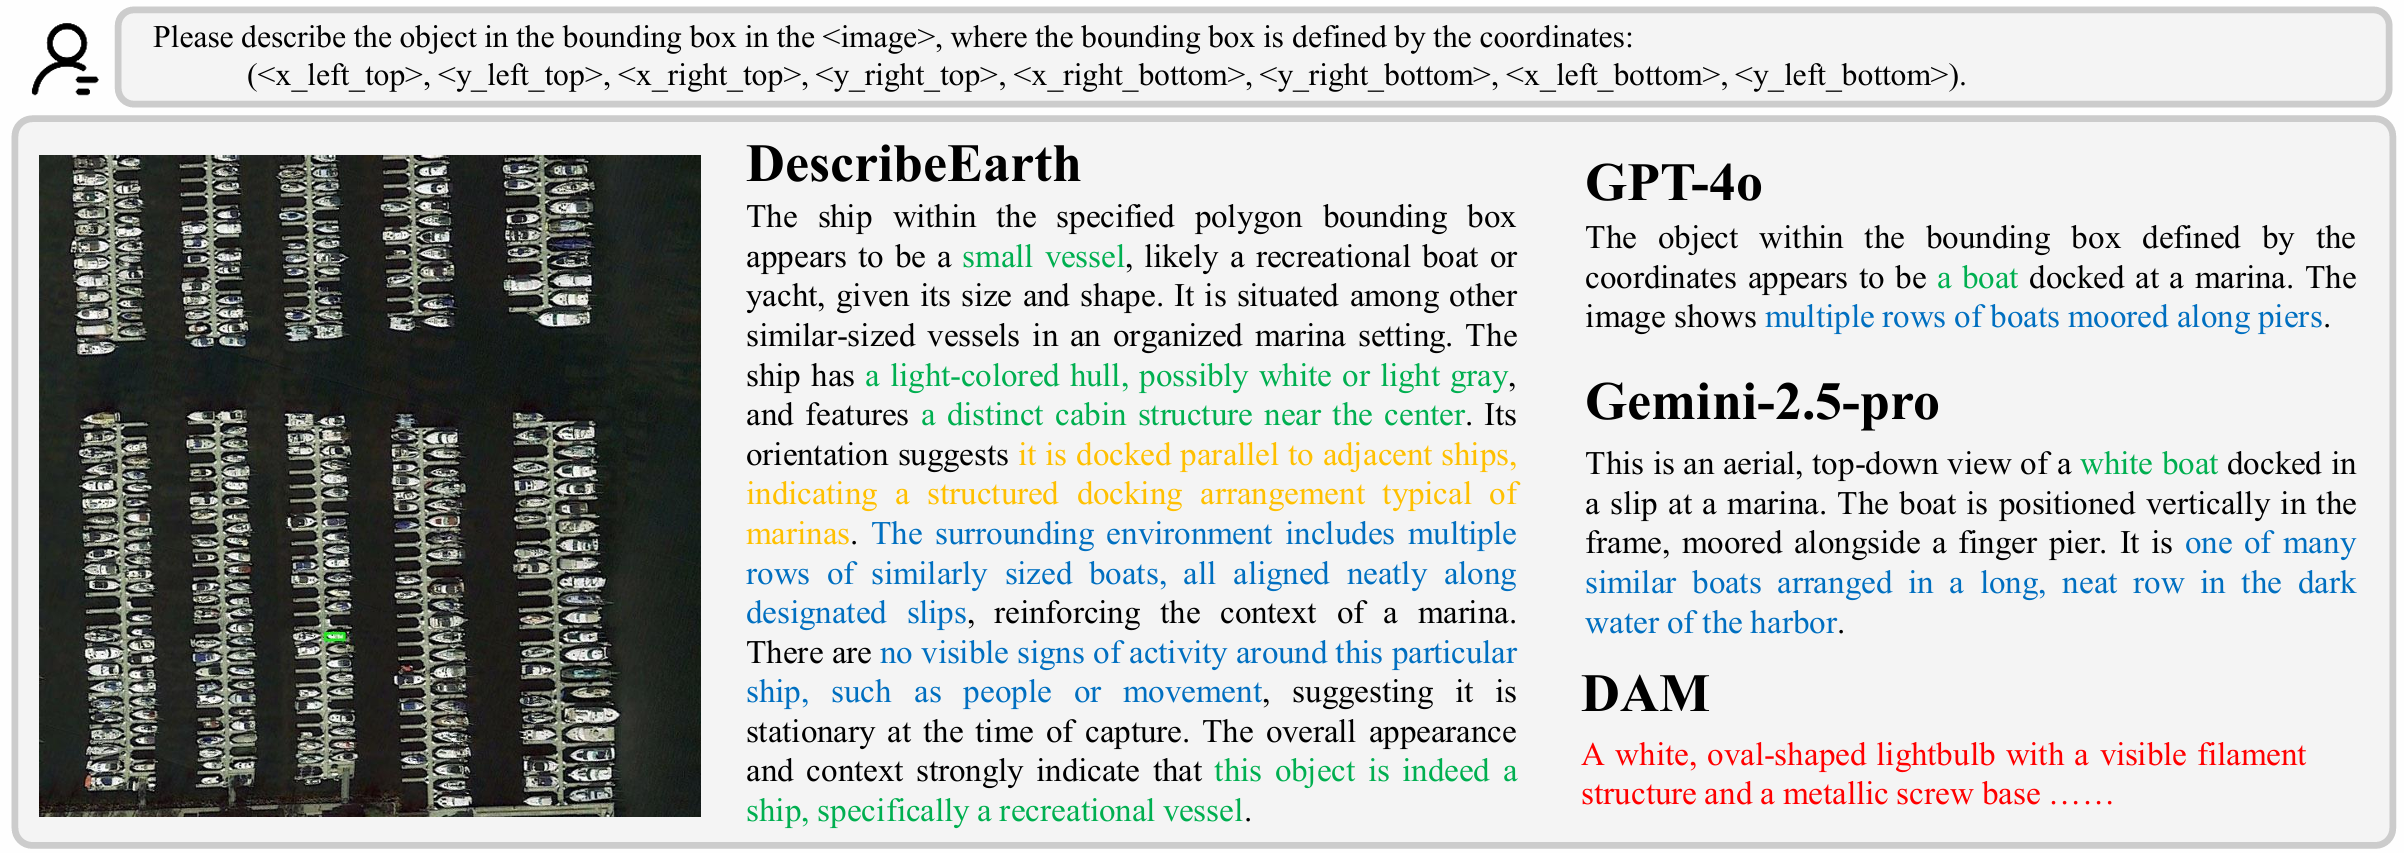 Please describe the object in the bounding box in the <image>, where the bounding box is defined by the coordinates:
(<x_left_top>, <y_left_top>, <x_right_top>, <y_right_top>, <x_right_bottom>, <y_right_bottom>, <x_left_bottom>, <y_left_bottom>).
DescribeEarth
The ship within the specified polygon bounding box
appears to be a small vessel, likely a recreational boat or
yacht, given its size and shape. It is situated among other
similar-sized vessels in an organized marina setting. The
ship has a light-colored hull, possibly white or light gray,
and features a distinct cabin structure near the center. Its
orientation suggests it is docked parallel to adjacent ships,
indicating a structured docking arrangement typical of
marinas. The surrounding environment includes multiple
rows of similarly sized boats, all aligned neatly along
designated slips, reinforcing the context of a marina.
There are no visible signs of activity around this particular
ship, such as people or movement, suggesting it is
stationary at the time of capture. The overall appearance
and context strongly indicate that this object is indeed a
ship, specifically a recreational vessel.
GPT-4o
The object within the bounding box defined by the
coordinates appears to be a boat docked at a marina. The
image shows multiple rows of boats moored along piers.
Gemini-2.5-pro
This is an aerial, top-down view of a white boat docked in
a slip at a marina. The boat is positioned vertically in the
frame, moored alongside a finger pier. It is one of many
similar boats arranged in a long, neat row in the dark
water of the harbor.
DAM
A white, oval-shaped lightbulb with a visible filament
structure and a metallic screw base ……